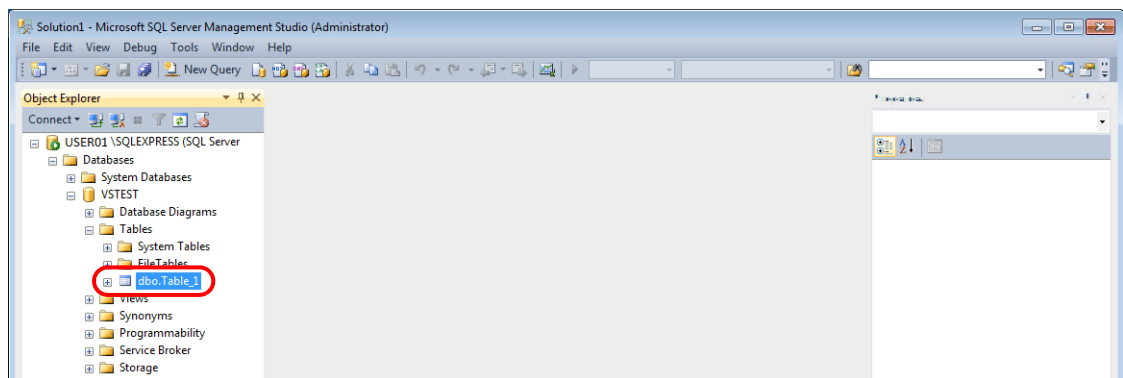 Solution1 - Microsoft SQL Server Management Studio (Administrator)
File Edit View Debug Tools Window Help
New Query
Object Explorer
Connect
USER01 \SQLEXPRESS (SQL Server
Databases
System Databases
VSTEST
Database Diagrams
Tables
System Tables
FileTables
dbo.Table_1
Views
Synonyms
Programmability
Service Broker
Storage